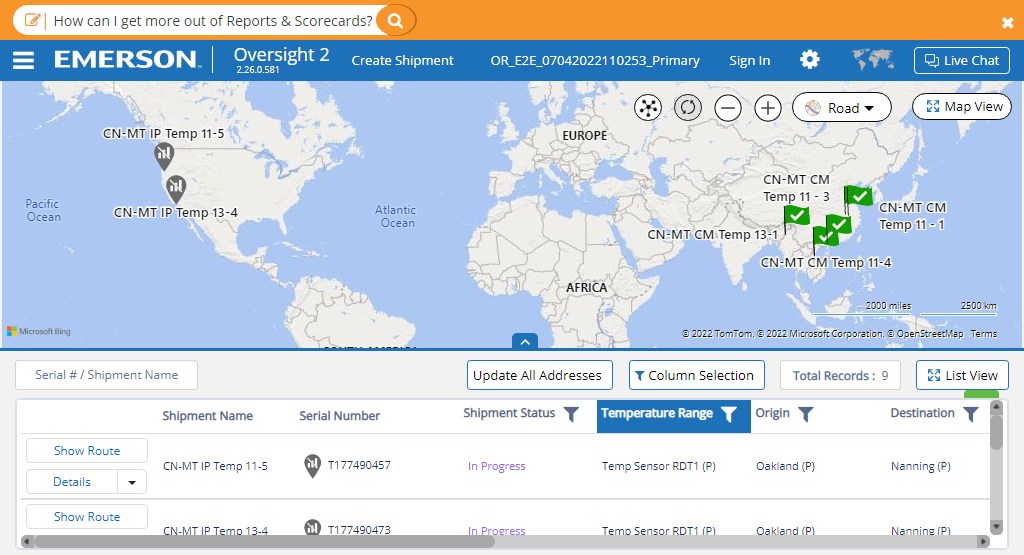 How can I get more out of Reports & Scorecards?
EMERSON
Oversight 2
2.26.0.581
Create Shipment
OR_E2E_07042022110253_Primary
Sign In
Live Chat
Road
Map View
CN-MT IP Temp 11-5
CN-MT IP Temp 13-4
EUROPE
Pacific
Ocean
Atlantic
Ocean
AFRICA
CN-MT CM
Temp 11 - 3
CN-MT CM
Temp 11 - 1
CN-MT CM Temp 13-1
CN-MT CM Temp 11-4
2000 miles
2500 km
Microsoft Bing
© 2022 TomTom, © 2022 Microsoft Corporation, © OpenStreetMap Terms
SOUTH AMERICA
Serial # / Shipment Name
Update All Addresses
Column Selection
Total Records : 9
List View
Shipment Name
Serial Number
Shipment Status
Temperature Range
Origin
Destination
Show Route
Details
CN-MT IP Temp 11-5
T177490457
In Progress
Temp Sensor RDT1 (P)
Oakland (P)
Nanning (P)
Show Route
CN-MT IP Temp 13-4
T177490473
In Progress
Temp Sensor RDT1 (P)
Oakland (P)
Nanning (P)